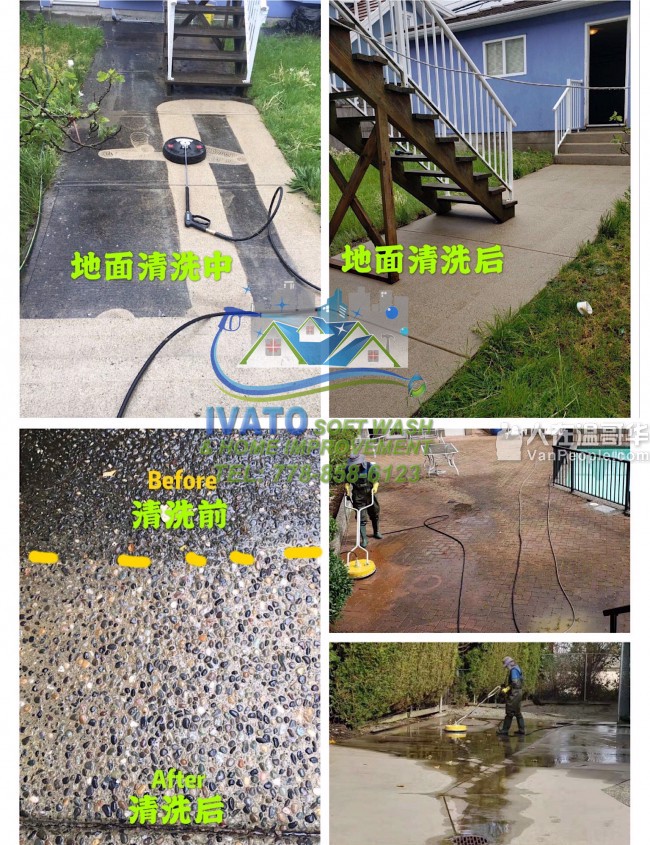 地面清洗中
地面清洗后
IVATO SOFT WASH
& HOME IMPROVEMENT
TEL: 778-858-6123
人在温哥华
VanPeople.com
Before
清洗前
After
清洗后